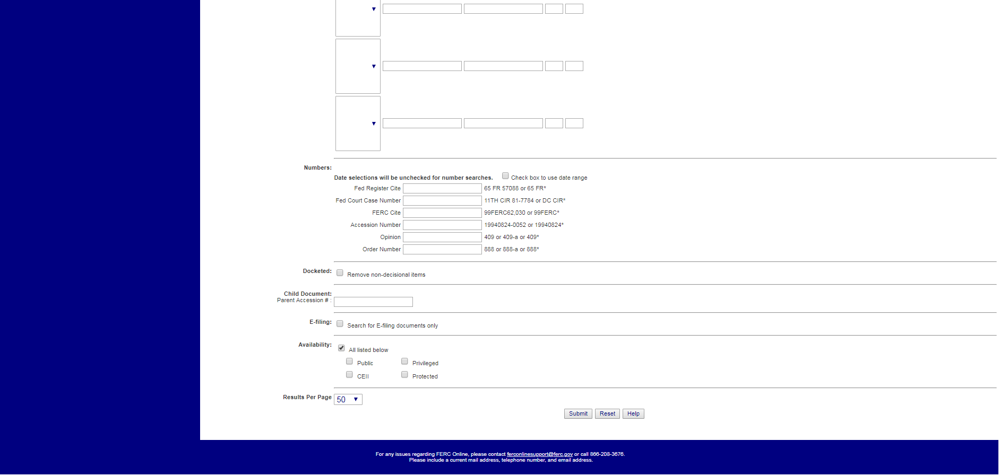 Numbers:
Date selections will be unchecked for number searches. Check box to use date range
Fed Register Cite 65 FR 57088 or 65 FR*
Fed Court Case Number 11TH CIR 81-7784 or DC CIR*
FERC Cite 99FERC62,030 or 99FERC*
Accession Number 19940824-0052 or 19940824*
Opinion 409 or 409-a or 409*
Order Number 888 or 888-a or 888*
Docketed: Remove non-decisional items
Child Document:
Parent Accession # :
E-filing: Search for E-filing documents only
Availability: All listed below
Public Privileged
CEII Protected
Results Per Page 50
Submit Reset Help
For any issues regarding FERC Online, please contact ferconlinesupport@ferc.gov or call 866-208-3676.
Please include a current mail address, telephone number, and email address.